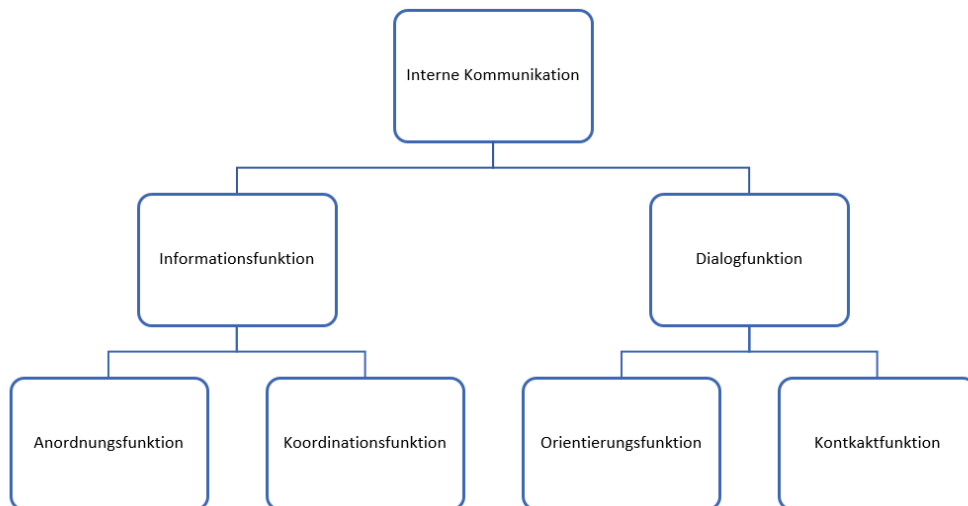 Interne Kommunikation
Informationsfunktion
Dialogfunktion
Anordnungsfunktion
Koordinationsfunktion
Orientierungsfunktion
Kontkaktfunktion